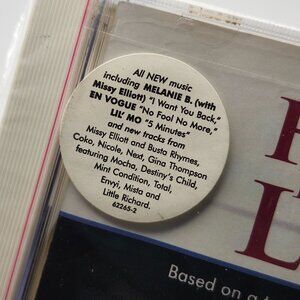 All NEW music
including MELANIE B. (with
Missy Elliott) "I Want You Back,"
EN VOGUE "No Fool No More,"
LIL' MO "5 Minutes"
and new tracks from
Missy Elliott and Busta Rhymes,
Coko, Nicole, Next, Gina Thompson
featuring Mocha, Destiny's Child,
Mint Condition, Total,
Envyi, Mista and
Little Richard.
62265-2
L
Based on a